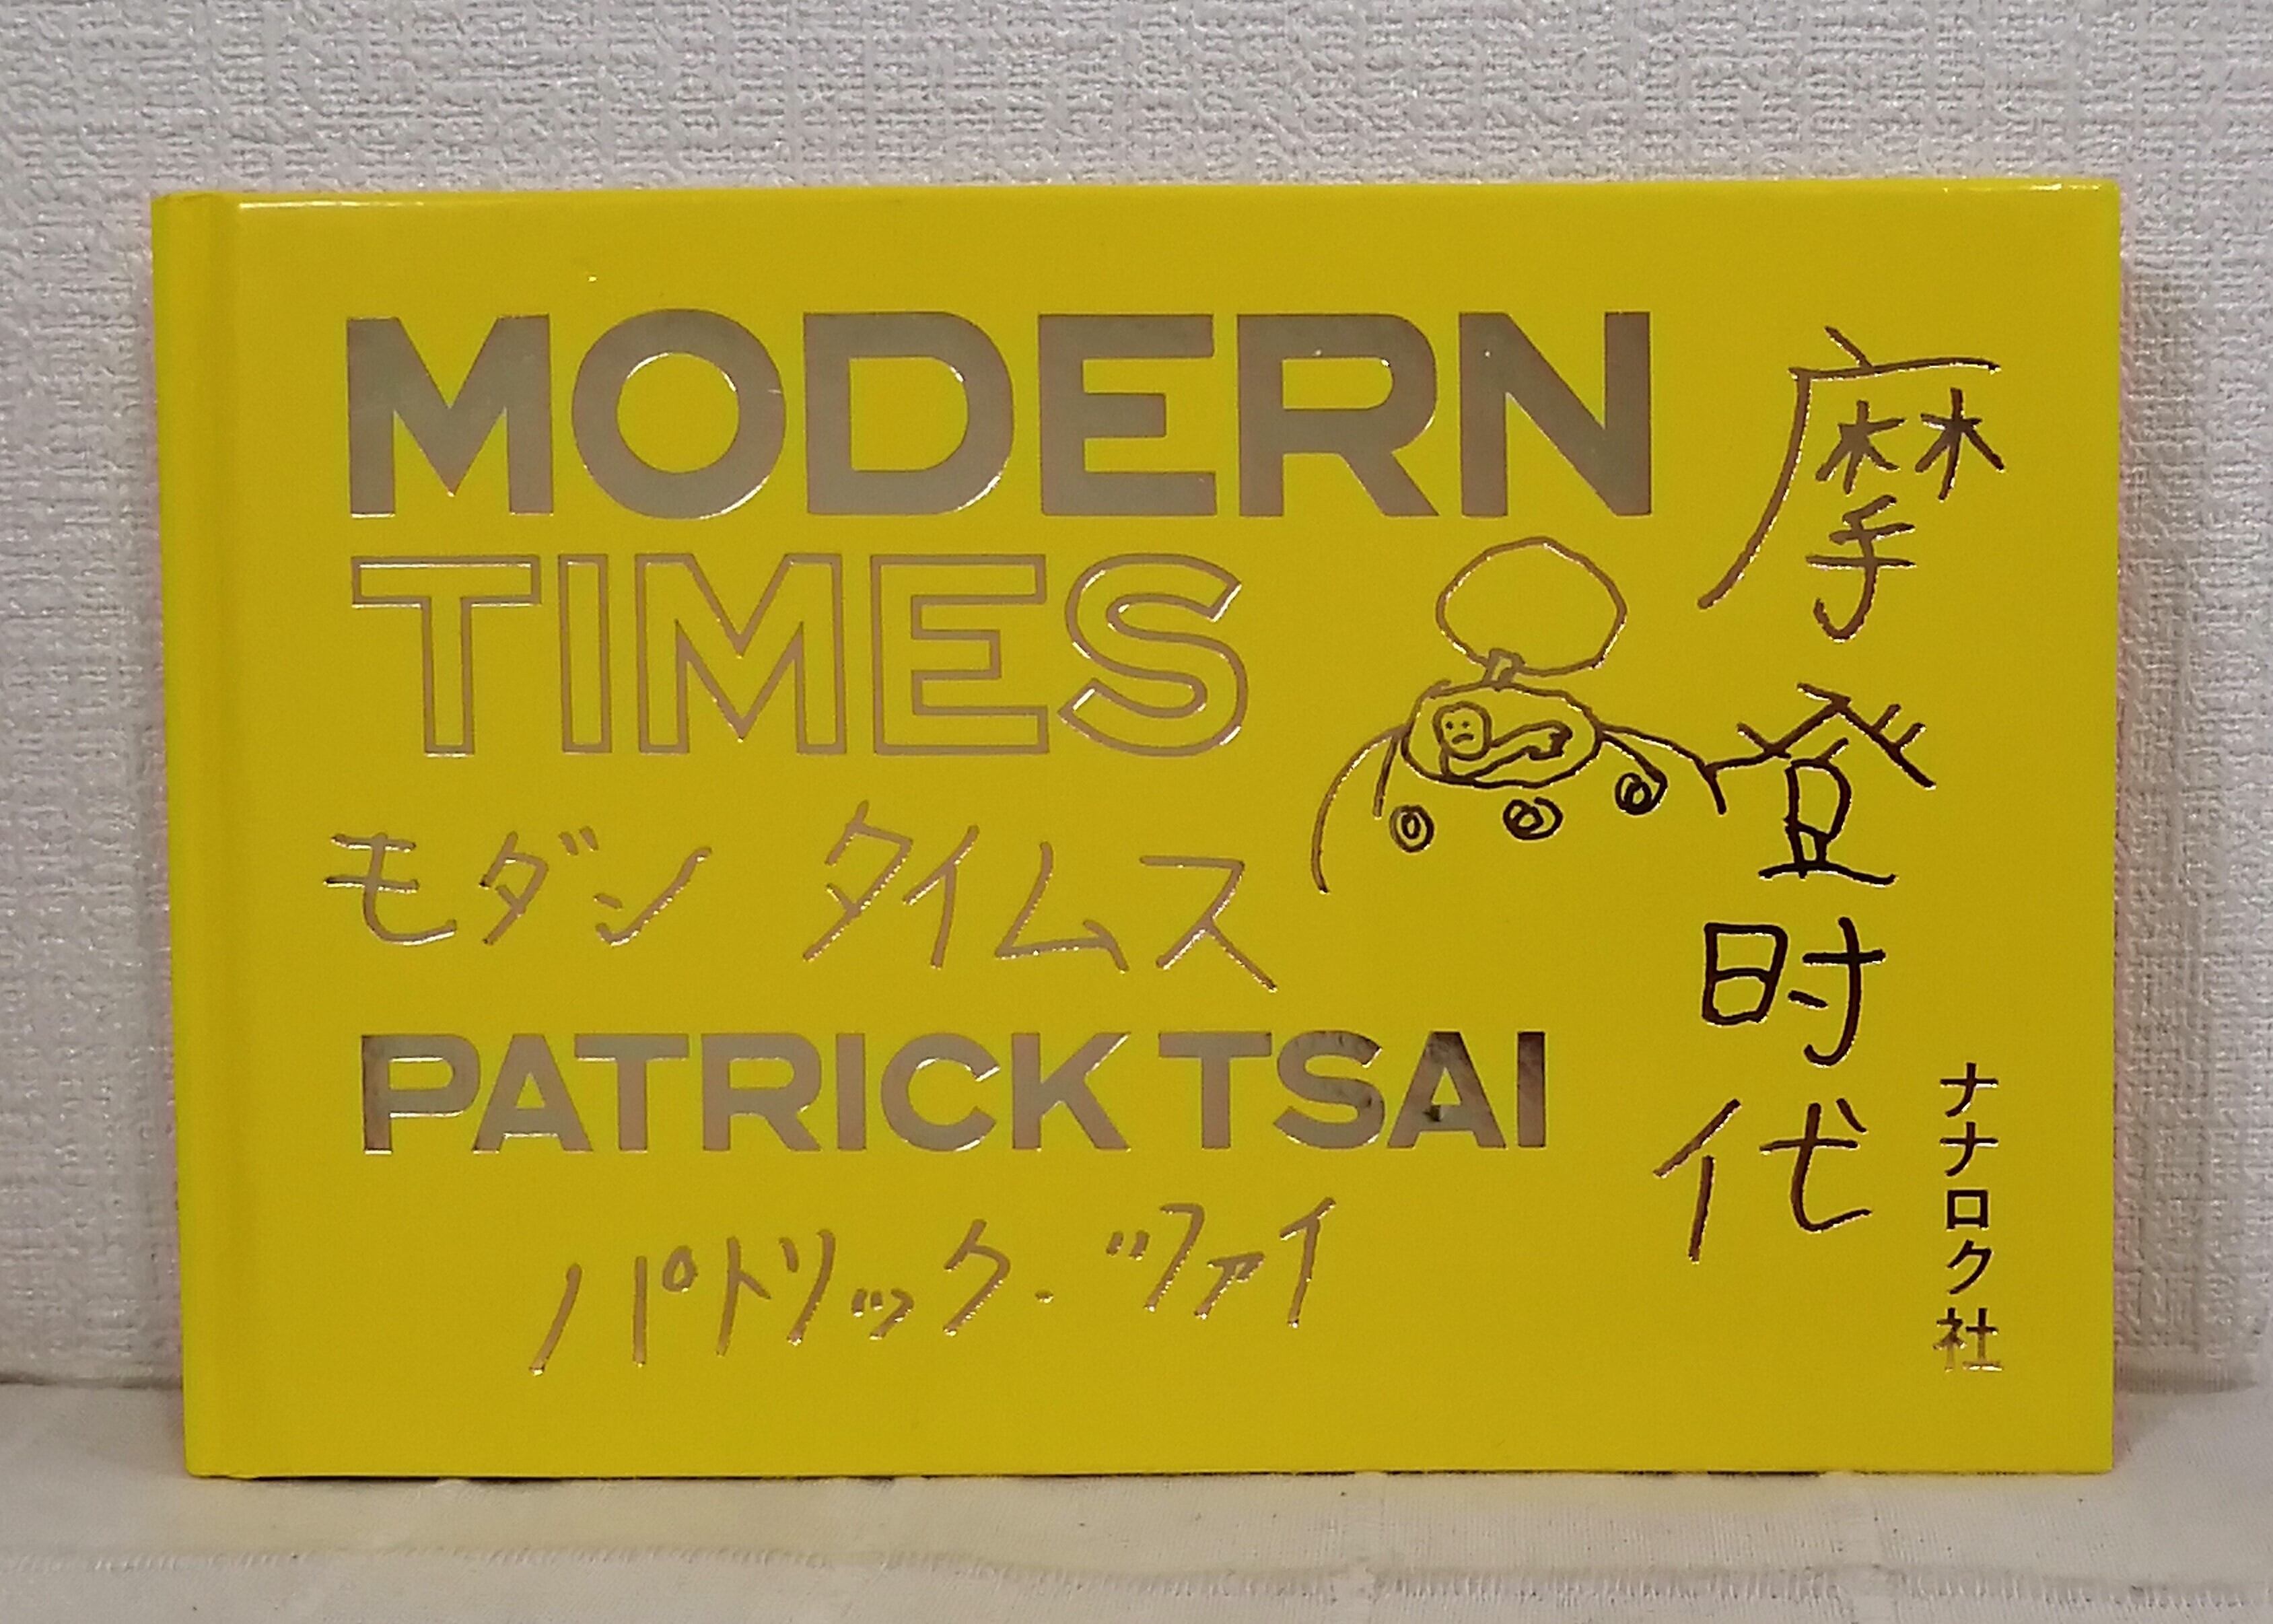 MODERN
TIMES
モダン タイムス
PATRICK TSAI
パトリック・ツァイ
摩登时代
ナナロク社